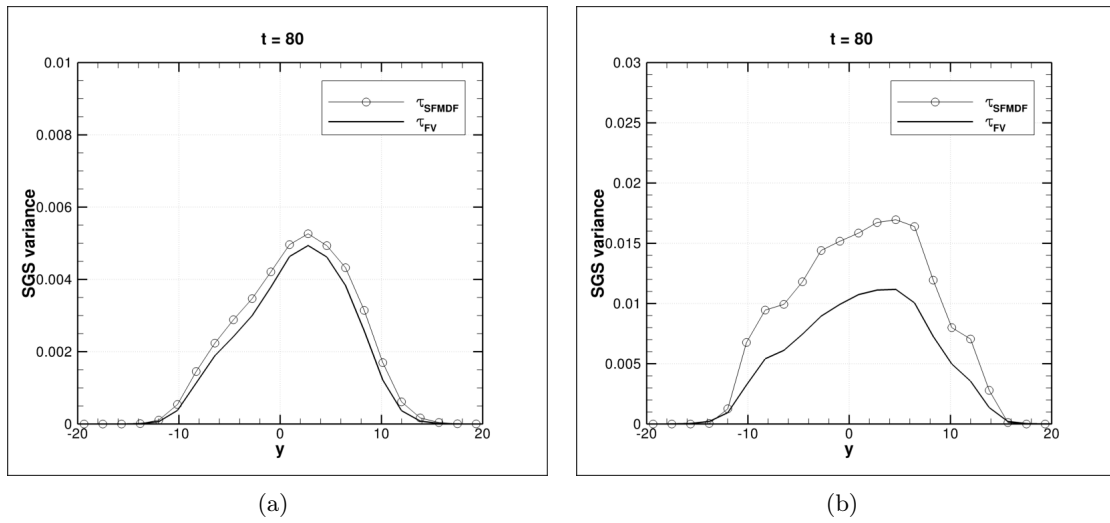 t = 80
0.01
0.008
0.006
0.004
0.002
0
SGS variance
τSFMDF
τFV
-20 -10 0 10 20
y
(a)
t = 80
0.03
0.025
0.02
0.015
0.01
0.005
0
SGS variance
τSFMDF
τFV
-20 -10 0 10 20
y
(b)